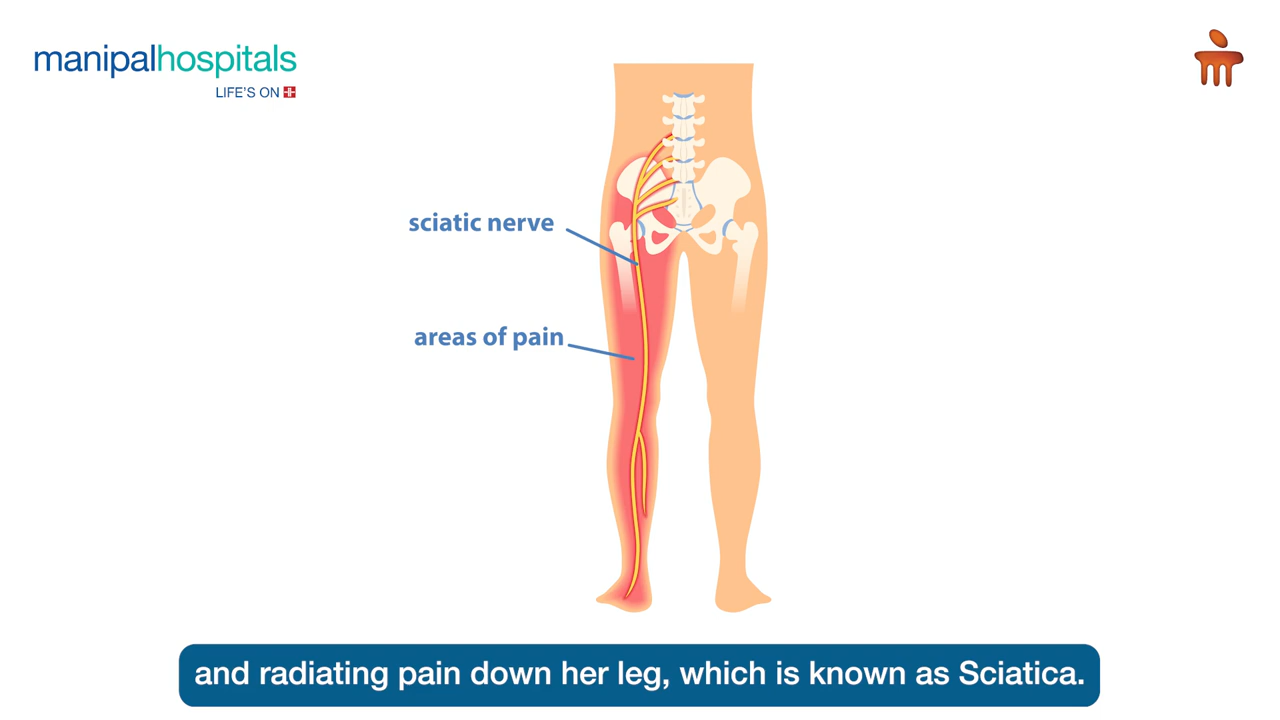 manipalhospitals
LIFE'S ON
sciatic nerve
areas of pain
and radiating pain down her leg, which is known as Sciatica.